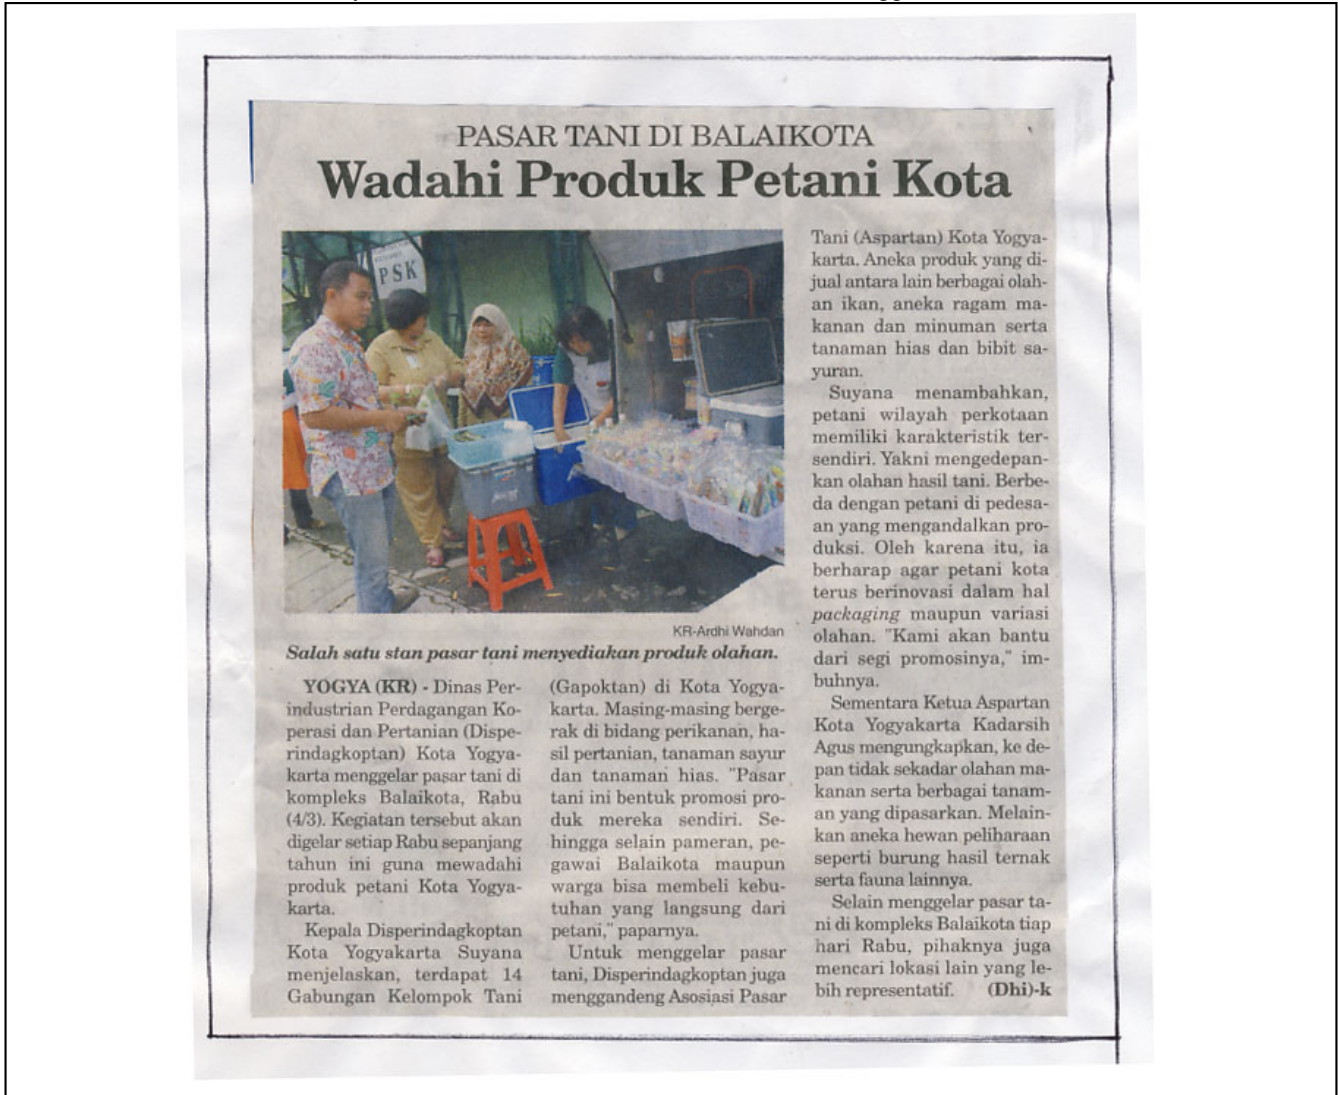 PASAR TANI DI BALAIKOTA
Wadahi Produk Petani Kota
PSK
KR-Ardhi Wahdan
Salah satu stan pasar tani menyediakan produk olahan.
YOGYA (KR) - Dinas Per-
industrian Perdagangan Ko-
perasi dan Pertanian (Dispe-
rindagkoptan) Kota Yogya-
karta menggelar pasar tani di
kompleks Balaikota, Rabu
(4/3). Kegiatan tersebut akan
digelar setiap Rabu sepanjang
tahun ini guna mewadahi
produk petani Kota Yogya-
karta.
Kepala Disperindagkoptan
Kota Yogyakarta Suyana
menjelaskan, terdapat 14
Gabungan Kelompok Tani
(Gapoktan) di Kota Yogya-
karta. Masing-masing berge-
rak di bidang perikanan, ha-
sil pertanian, tanaman sayur
dan tanaman hias. "Pasar
tani ini bentuk promosi pro-
duk mereka sendiri. Se-
hingga selain pameran, pe-
gawai Balaikota maupun
warga bisa membeli kebu-
tuhan yang langsung dari
petani," paparnya.
Untuk menggelar pasar
tani, Disperindagkoptan juga
menggandeng Asosiasi Pasar
Tani (Aspartan) Kota Yogya-
karta. Aneka produk yang di-
jual antara lain berbagai olah-
an ikan, aneka ragam ma-
kanan dan minuman serta
tanaman hias dan bibit sa-
yuran.
Suyana menambahkan,
petani wilayah perkotaan
memiliki karakteristik ter-
sendiri. Yakni mengedepan-
kan olahan hasil tani. Berbe-
da dengan petani di pedesa-
an yang mengandalkan pro-
duksi. Oleh karena itu, ia
berharap agar petani kota
terus berinovasi dalam hal
packaging maupun variasi
olahan. "Kami akan bantu
dari segi promosinya," im-
buhnya.
Sementara Ketua Aspartan
Kota Yogyakarta Kadarsih
Agus mengungkapkan, ke de-
pan tidak sekadar olahan ma-
kanan serta berbagai tanam-
an yang dipasarkan. Melain-
kan aneka hewan peliharaan
seperti burung hasil ternak
serta fauna lainnya.
Selain menggelar pasar ta-
ni di kompleks Balaikota tiap
hari Rabu, pihaknya juga
mencari lokasi lain yang le-
bih representatif. (Dhi)-k